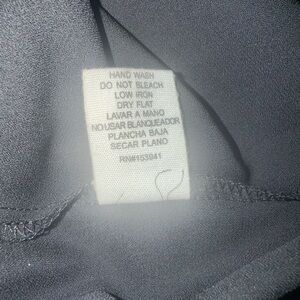 HAND WASH
DO NOT BLEACH
LOW IRON
DRY FLAT
LAVAR A MANO
NO USAR BLANQUEADOR
PLANCHA BAJA
SECAR PLANO
RN#153941